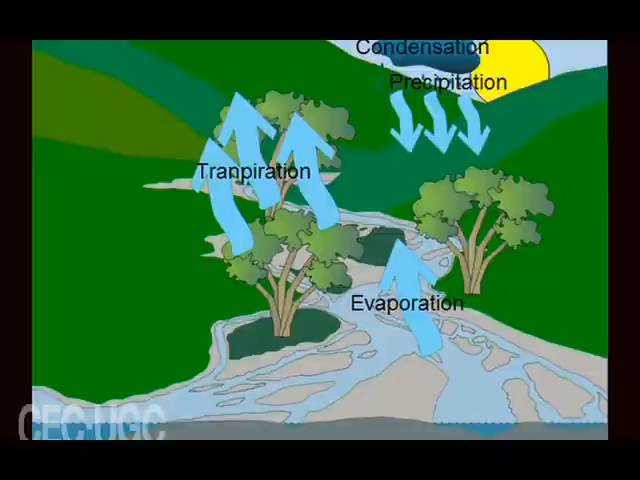 Condensation
Precipitation
Tranpiration
Evaporation
CEC-UGC